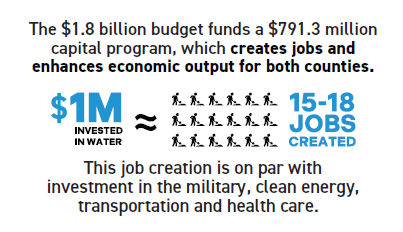 The $1.8 billion budget funds a $791.3 million
capital program, which creates jobs and
enhances economic output for both counties.
$1M
INVESTED
IN WATER
≈
15-18
JOBS
CREATED
This job creation is on par with
investment in the military, clean energy,
transportation and health care.